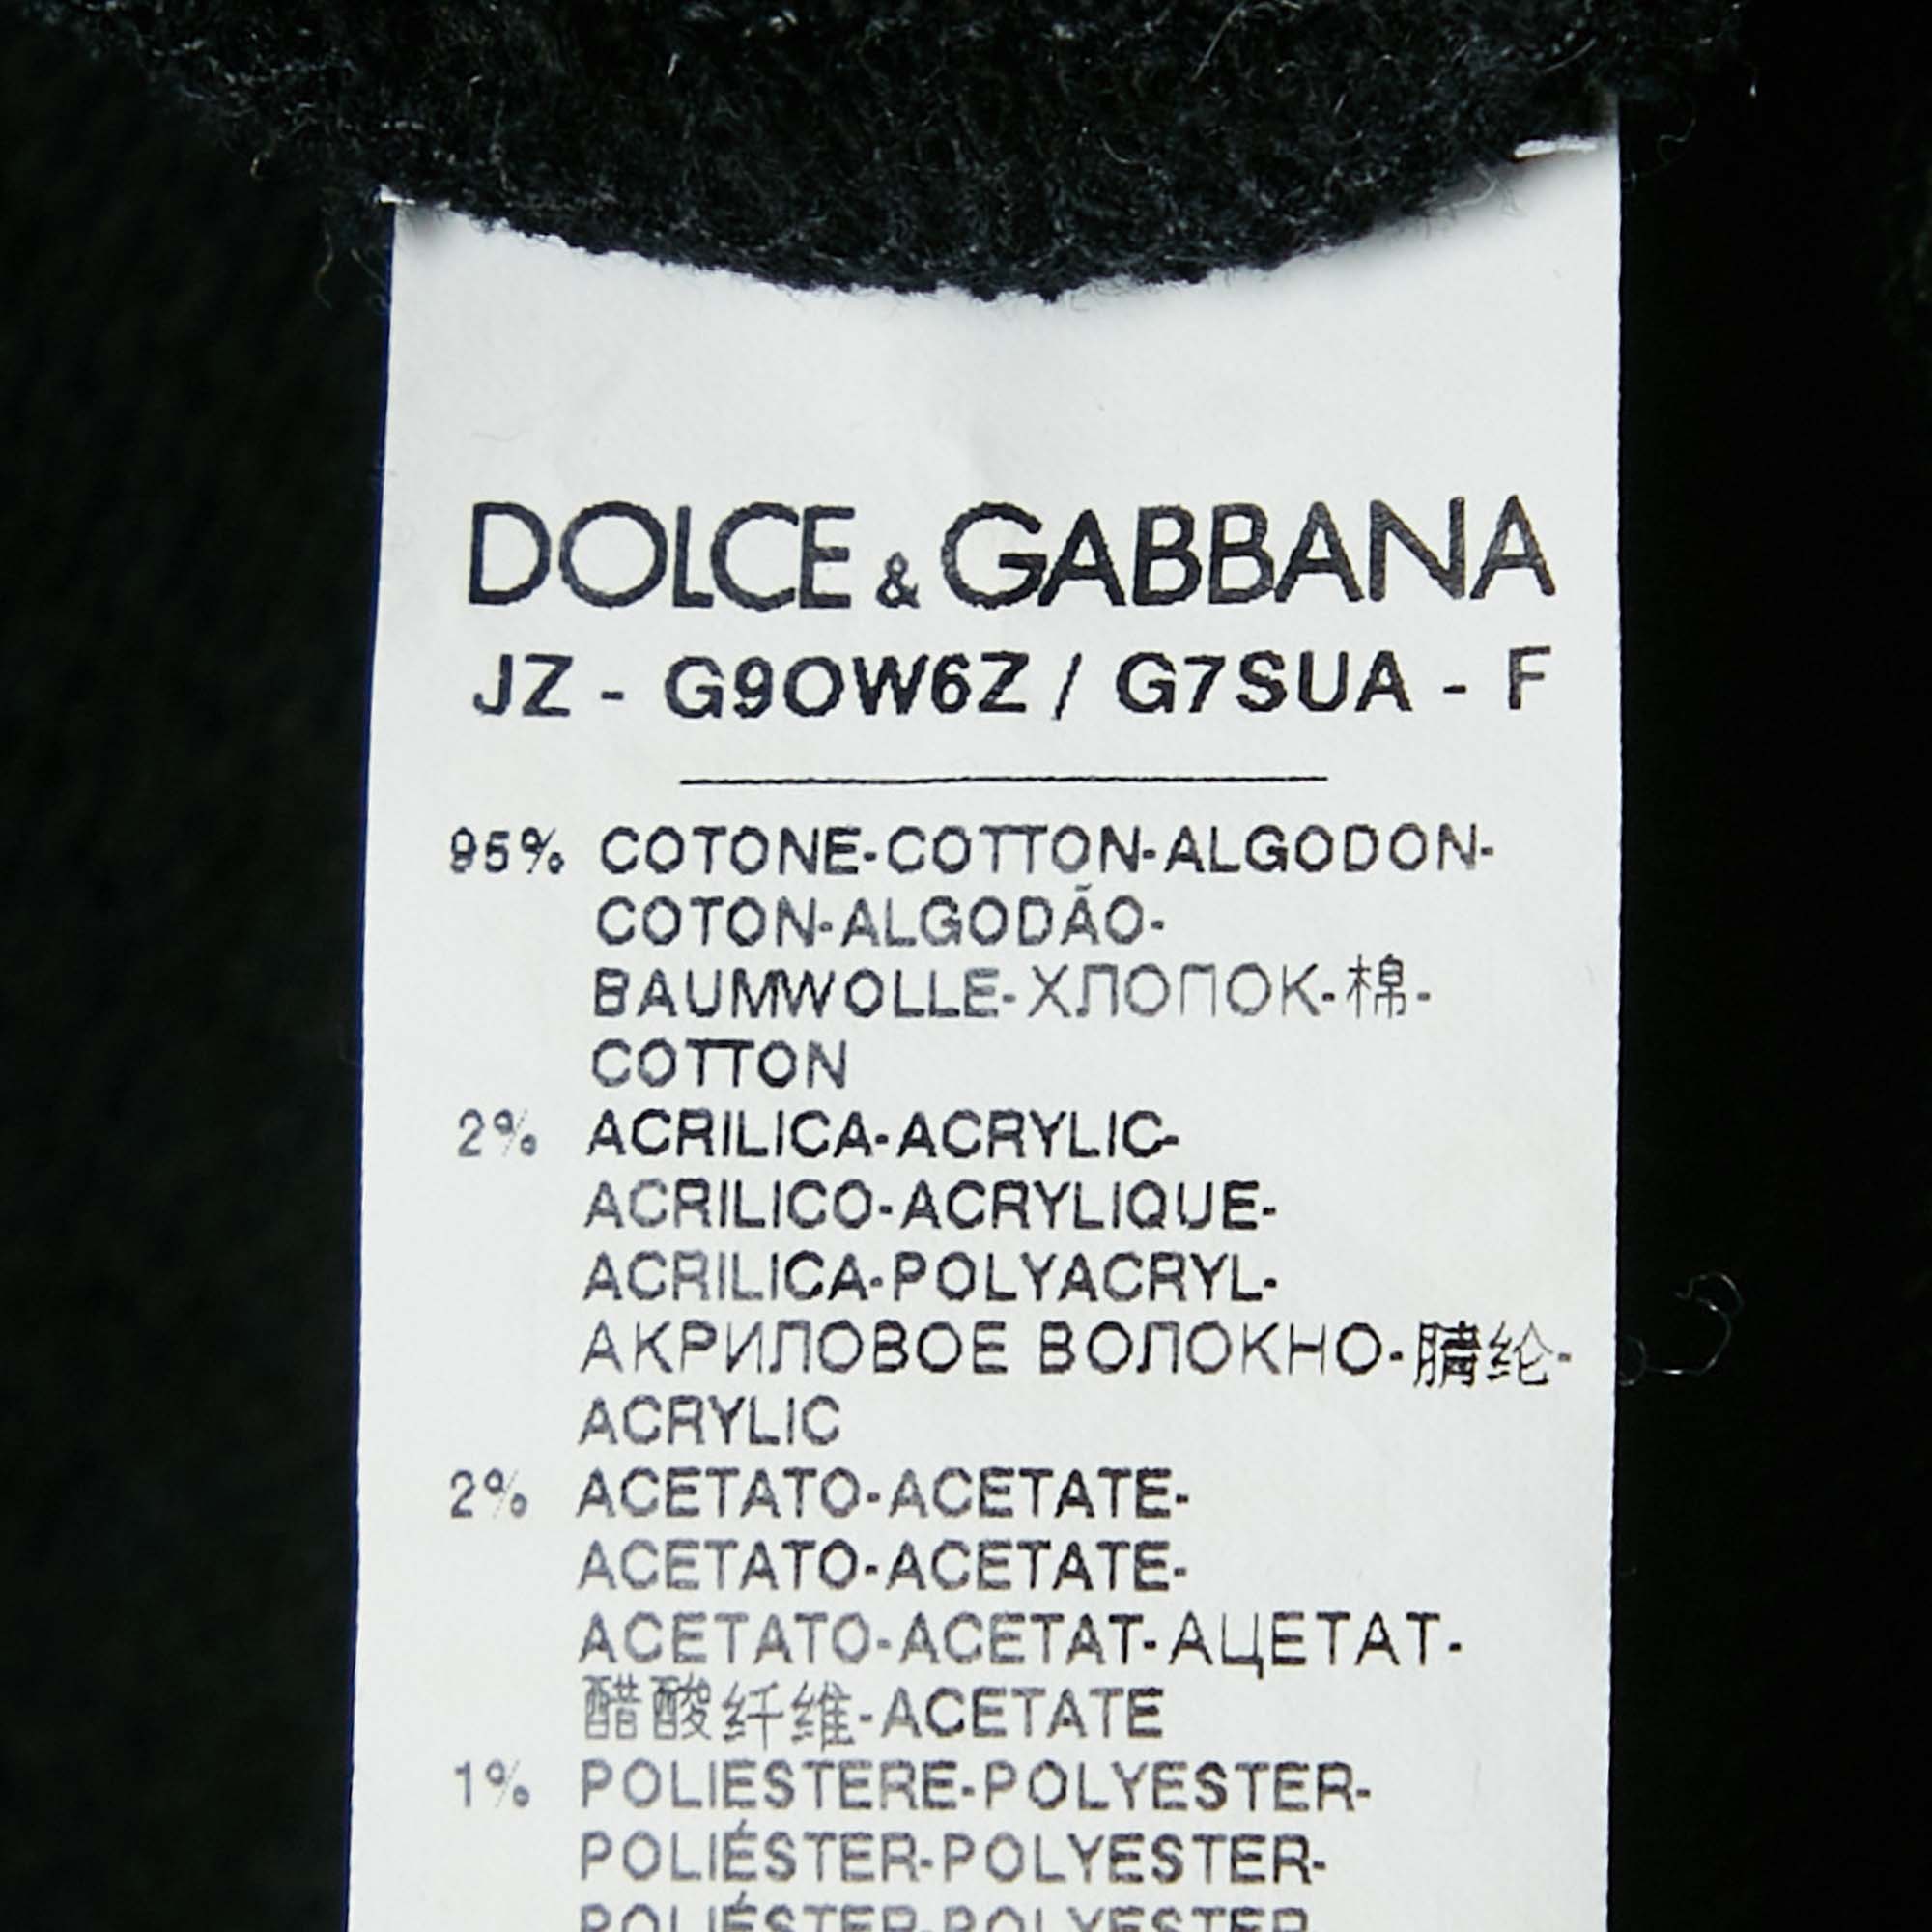 DOLCE & GABBANA
JZ - G9OW6Z / G7SUA - F
95% COTONE-COTTON-ALGODON-
COTON-ALGODÃO-
BAUMWOLLE-ХЛОПОК-棉-
COTTON
2% ACRILICA-ACRYLIC-
ACRILICO-ACRYLIQUE-
ACRILICA-POLYACRYL-
АКРИЛОВОЕ ВОЛОКНО-腈纶-
ACRYLIC
2% ACETATO-ACETATE-
ACETATO-ACETATE-
ACETATO-ACETAT-АЦЕТАТ-
醋酸纤维-ACETATE
1% POLIESTERE-POLYESTER-
POLIÉSTER-POLYESTER-
POLIÉSTER-POLYESTER-